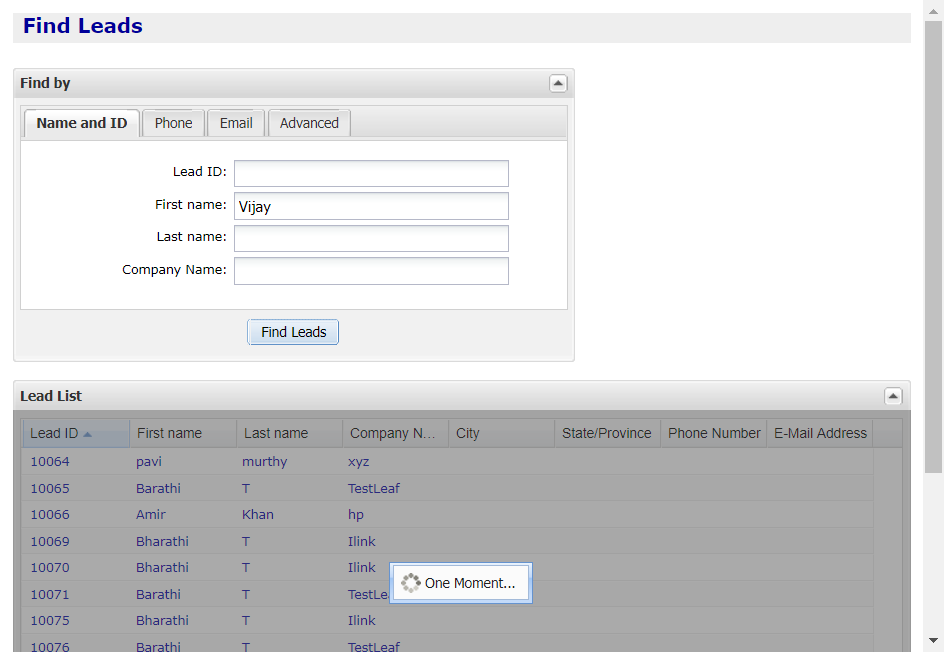 Find Leads
Find by
Name and ID Phone Email Advanced
Lead ID:
First name: Vijay
Last name:
Company Name:
Find Leads
Lead List
Lead ID First name Last name Company N... City State/Province Phone Number E-Mail Address
10064 pavi murthy xyz
10065 Barathi T TestLeaf
10066 Amir Khan hp
10069 Bharathi T Ilink
10070 Bharathi T Ilink
One Moment...
10071 Barathi T TestLea
10075 Bharathi T Ilink
10076 Barathi T TestLeaf